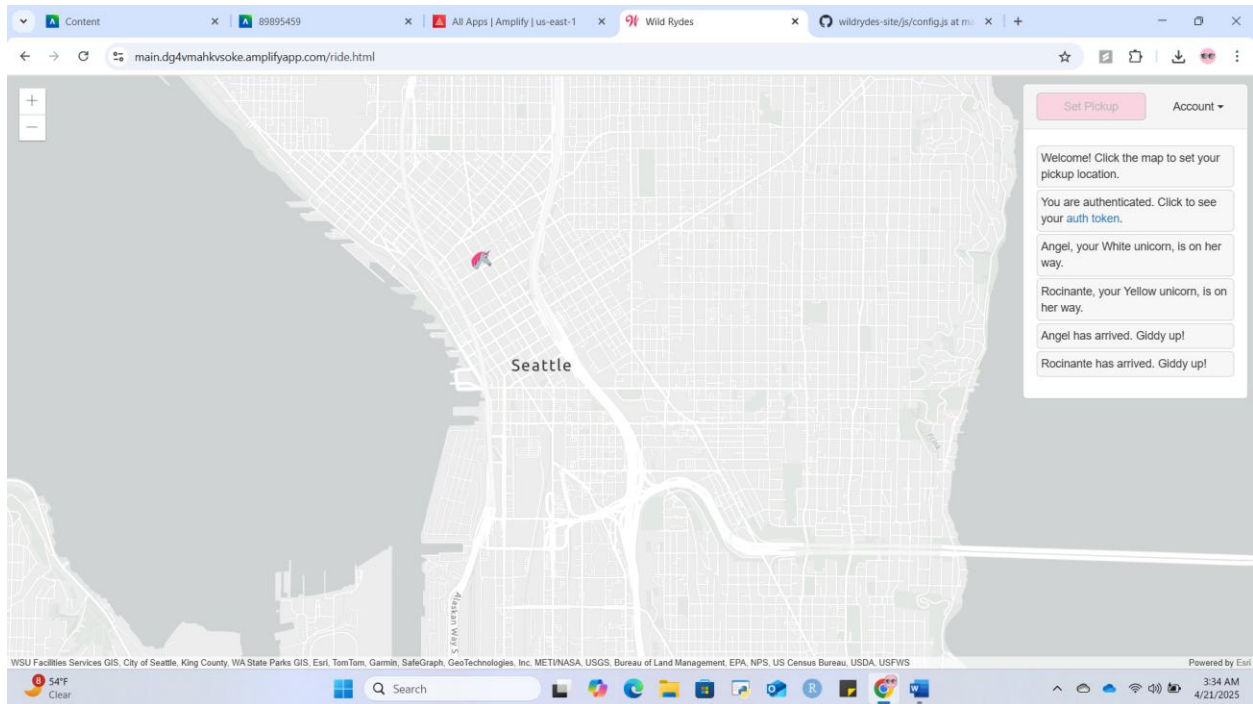 Content
89895459
All Apps | Amplify | us-east-1
Wild Rydes
wildrydes-site/js/config.js at ma
main.dg4vmahkvsoke.amplifyapp.com/ride.html
Set Pickup
Account
Welcome! Click the map to set your
pickup location.
You are authenticated. Click to see
your auth token.
Angel, your White unicorn, is on her
way.
Rocinante, your Yellow unicorn, is on
her way.
Angel has arrived. Giddy up!
Rocinante has arrived. Giddy up!
Seattle
Alaskan Way S
WSU Facilities Services GIS, City of Seattle, King County, WA State Parks GIS, Esri, TomTom, Garmin, SafeGraph, GeoTechnologies, Inc, METI/NASA, USGS, Bureau of Land Management, EPA, NPS, US Census Bureau, USDA, USFWS
Powered by Esri
8
54°F
Clear
Search
R
W
3:34 AM
4/21/2025